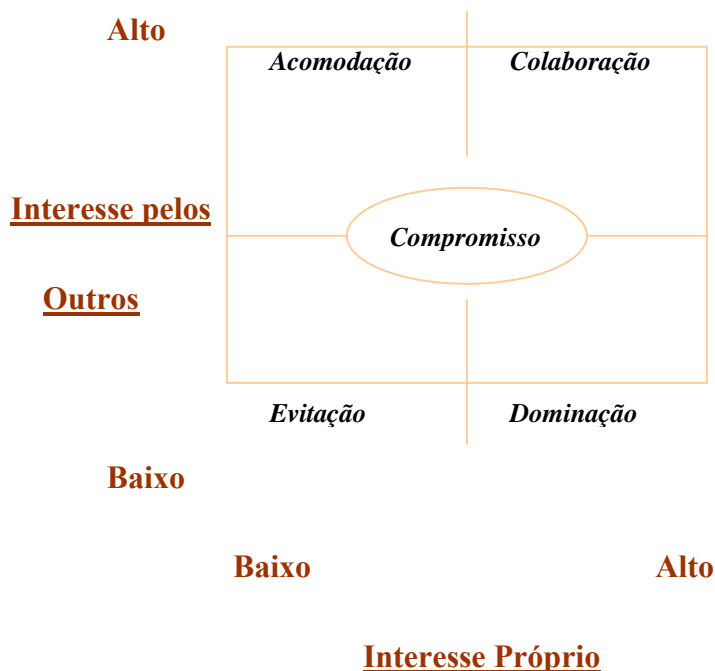 Alto
Acomodação Colaboração
Interesse pelos
Compromisso
Outros
Evitação Dominação
Baixo
Baixo Alto
Interesse Próprio